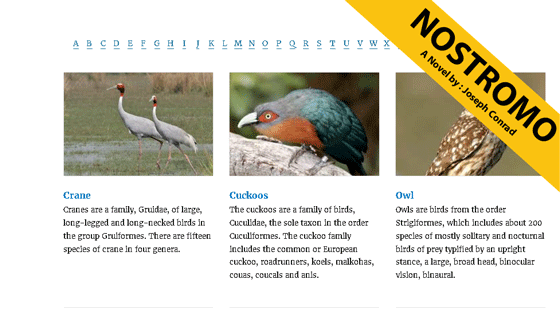 A B C D E F G H I J K L M N O P Q R S T U V W X
NOSTROMO
A Novel by : Joseph Conrad
Crane
Cranes are a family, Gruidae, of large,
long-legged and long-necked birds in
the group Gruiformes. There are fifteen
species of crane in four genera.
Cuckoos
The cuckoos are a family of birds,
Cuculidae, the sole taxon in the order
Cuculiformes. The cuckoo family
includes the common or European
cuckoo, roadrunners, koels, malkohas,
couas, coucals and anis.
Owl
Owls are birds from the order
Strigiformes, which includes about 200
species of mostly solitary and nocturnal
birds of prey typified by an upright
stance, a large, broad head, binocular
vision, binaural.